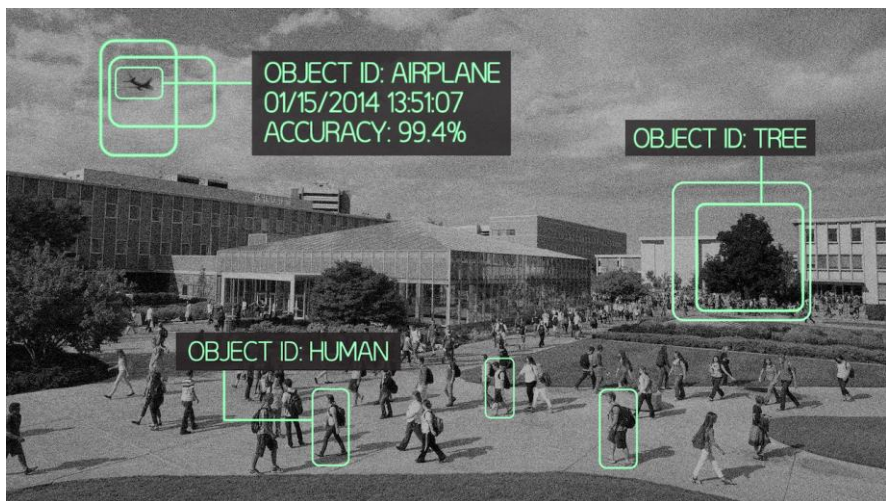 OBJECT ID: AIRPLANE
01/15/2014 13:51:07
ACCURACY: 99.4%
OBJECT ID: TREE
OBJECT ID: HUMAN